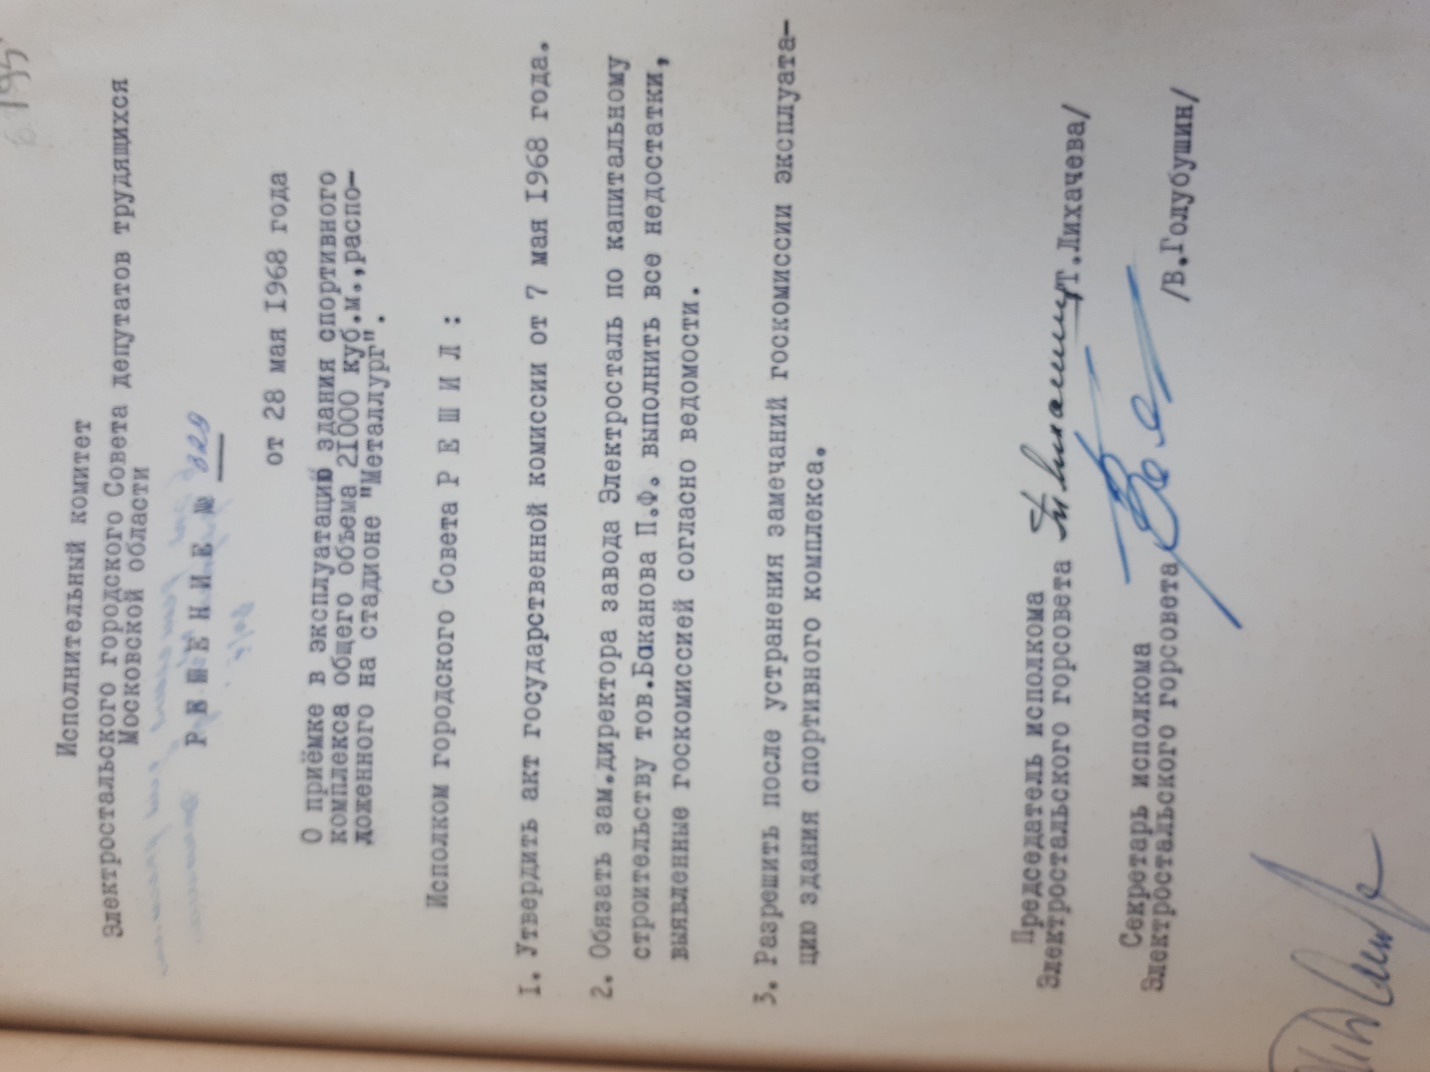 Исполнительный комитет
Электростальского городского Совета депутатов трудящихся
Московской области
Р Е Ш Е Н И Е №
от 28 мая 1968 года
О приёмке в эксплуатацию здания спортивного
комплекса общего объема 21000 куб.м.,распо-
ложенного на стадионе "Металлург".
Исполком городского Совета Р Е Ш И Л :
1. Утвердить акт государственной комиссии от 7 мая 1968 года.
2. Обязать зам.директора завода Электросталь по капитальному
строительству тов.Баканова П.Ф. выполнить все недостатки,
выявленные госкомиссией согласно ведомости.
3. Разрешить после устранения замечаний госкомиссии эксплуата-
цию здания спортивного комплекса.
Председатель исполкома
Электростальского горсовета Т.Лихачева/
Секретарь исполкома
Электростальского горсовета /В.Голубушин/